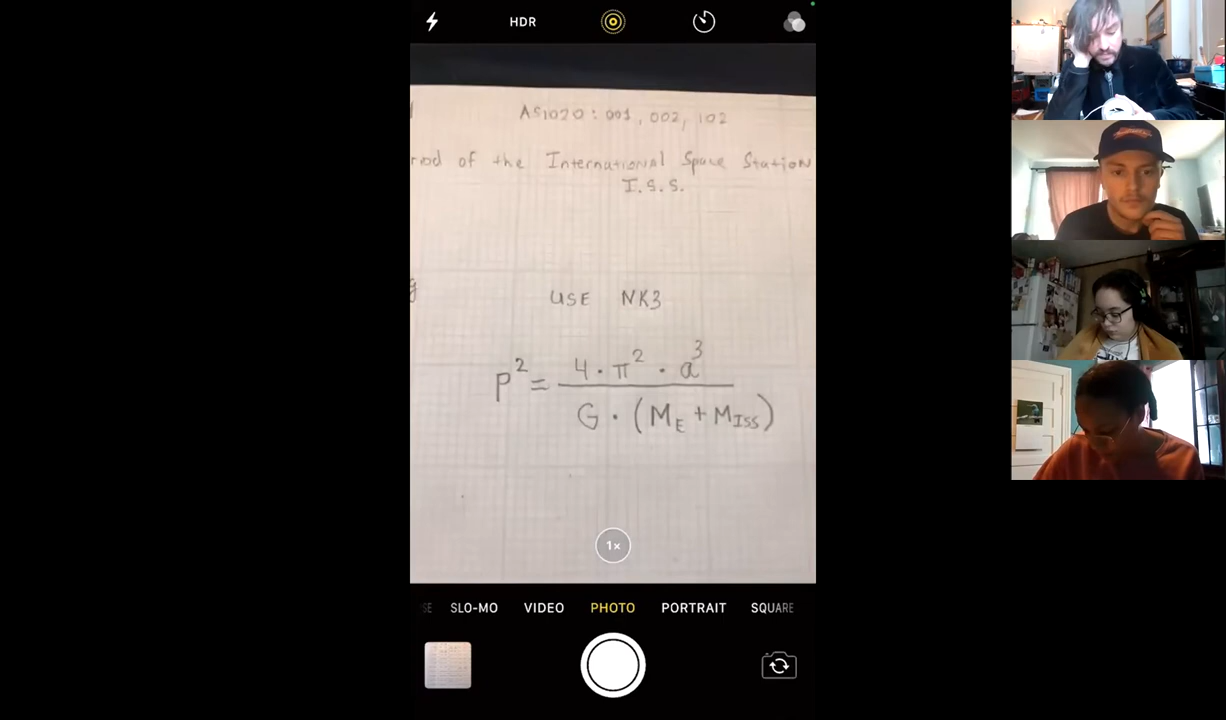 HDR
AS1020 : 001, 002, 102
of the International Space Station
I.S.S.
USE NK3
P² = 4 · π² · a³ / G · (M_E + M_ISS)
1×
SLO-MO VIDEO PHOTO PORTRAIT SQUARE